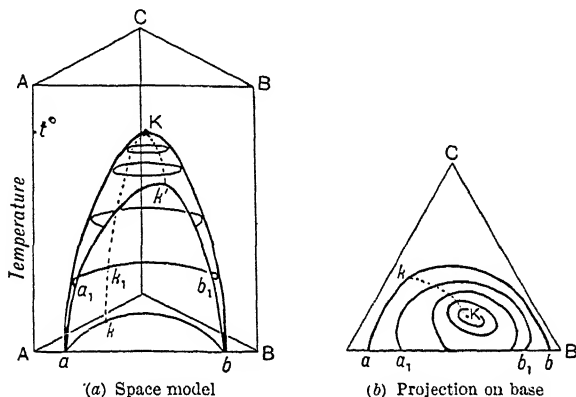 C
A
B
t°
K
Temperature
k'
a₁
k₁
b₁
k
A
a
b
B
(a) Space model
C
k
K
A
a
a₁
b₁
b
B
(b) Projection on base